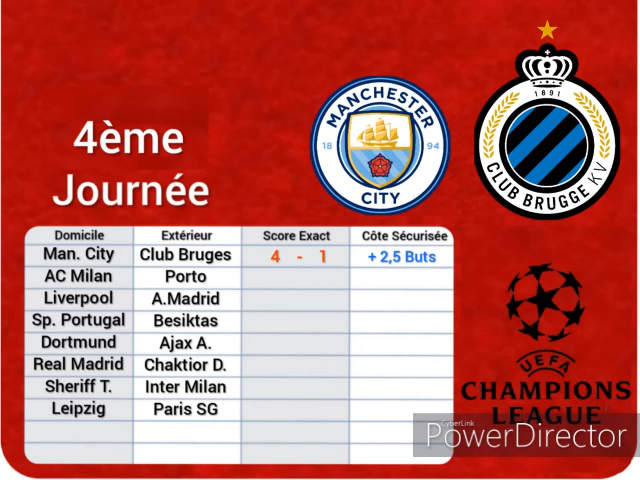 4ème
Journée
MANCHESTER
18 94
CITY
1891
CLUB BRUGGE KV
Domicile Extérieur Score Exact Côte Sécurisée
Man. City Club Bruges 4 - 1 + 2,5 Buts
AC Milan Porto
Liverpool A.Madrid
Sp. Portugal Besiktas
Dortmund Ajax A.
Real Madrid Chaktior D.
Sheriff T. Inter Milan
Leipzig Paris SG
UEFA
CHAMPIONS
LEAGUE
CyberLink
PowerDirector